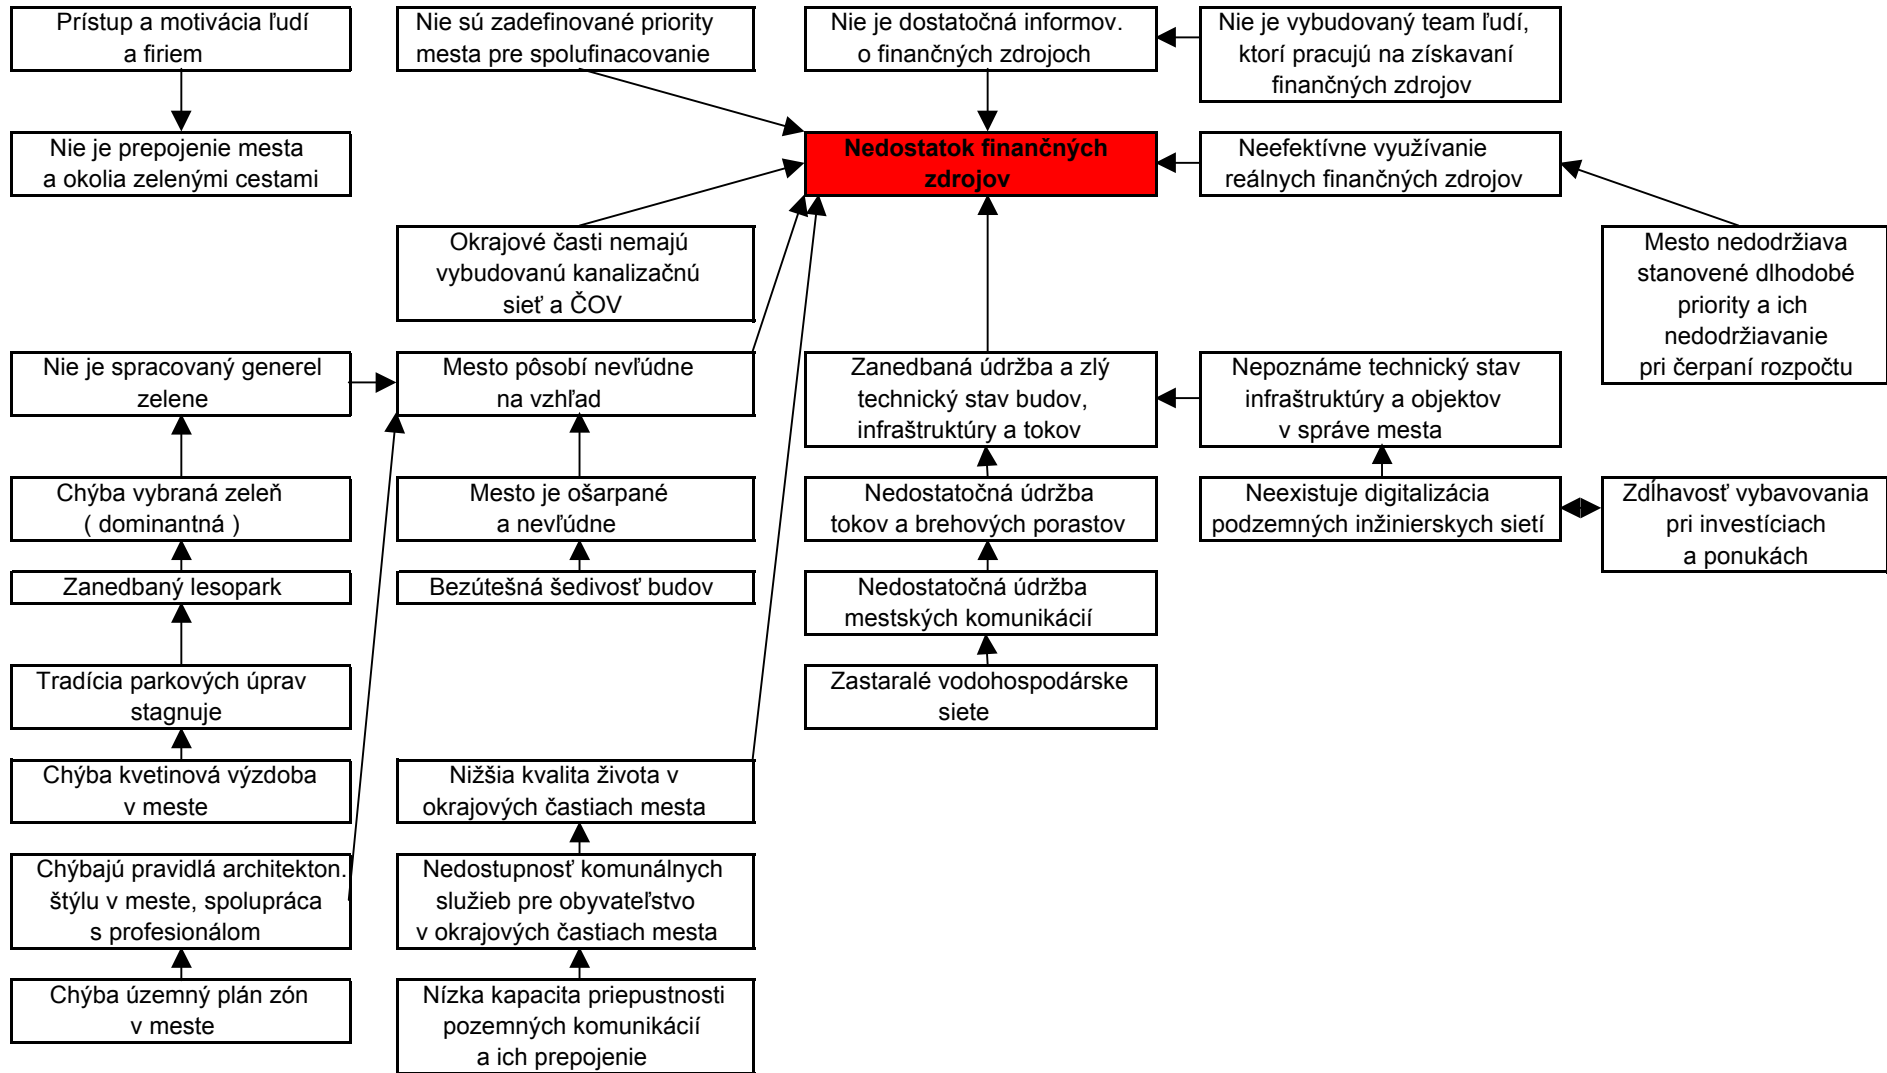 Prístup a motivácia ľudí
a firiem
Nie sú zadefinované priority
mesta pre spolufinacovanie
Nie je dostatočná informov.
o finančných zdrojoch
Nie je vybudovaný team ľudí,
ktorí pracujú na získavaní
finančných zdrojov
Nie je prepojenie mesta
a okolia zelenými cestami
Nedostatok finančných
zdrojov
Neefektívne využívanie
reálnych finančných zdrojov
Okrajové časti nemajú
vybudovanú kanalizačnú
sieť a ČOV
Mesto nedodržiava
stanovené dlhodobé
priority a ich
nedodržiavanie
pri čerpaní rozpočtu
Nie je spracovaný generel
zelene
Mesto pôsobí nevľúdne
na vzhľad
Zanedbaná údržba a zlý
technický stav budov,
infraštruktúry a tokov
Nepoznáme technický stav
infraštruktúry a objektov
v správe mesta
Chýba vybraná zeleň
( dominantná )
Mesto je ošarpané
a nevľúdne
Nedostatočná údržba
tokov a brehových porastov
Neexistuje digitalizácia
podzemných inžinierskych sietí
Zdĺhavosť vybavovania
pri investíciach
a ponukách
Zanedbaný lesopark
Bezútešná šedivosť budov
Nedostatočná údržba
mestských komunikácií
Tradícia parkových úprav
stagnuje
Zastaralé vodohospodárske
siete
Chýba kvetinová výzdoba
v meste
Nižšia kvalita života v
okrajových častiach mesta
Chýbajú pravidlá architekton.
štýlu v meste, spolupráca
s profesionálom
Nedostupnosť komunálnych
služieb pre obyvateľstvo
v okrajových častiach mesta
Chýba územný plán zón
v meste
Nízka kapacita priepustnosti
pozemných komunikácií
a ich prepojenie